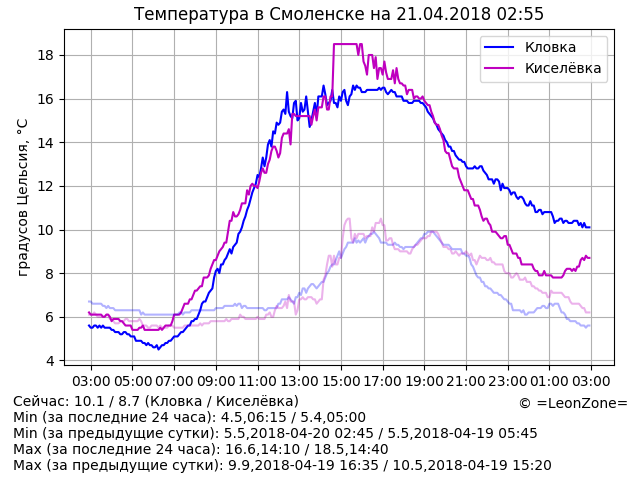 Температура в Смоленске на 21.04.2018 02:55
Кловка
Киселёвка
градусов Цельсия, °C
18
16
14
12
10
8
6
4
03:00 05:00 07:00 09:00 11:00 13:00 15:00 17:00 19:00 21:00 23:00 01:00 03:00
Сейчас: 10.1 / 8.7 (Кловка / Киселёвка)
© =LeonZone=
Min (за последние 24 часа): 4.5,06:15 / 5.4,05:00
Min (за предыдущие сутки): 5.5,2018-04-20 02:45 / 5.5,2018-04-19 05:45
Max (за последние 24 часа): 16.6,14:10 / 18.5,14:40
Max (за предыдущие сутки): 9.9,2018-04-19 16:35 / 10.5,2018-04-19 15:20